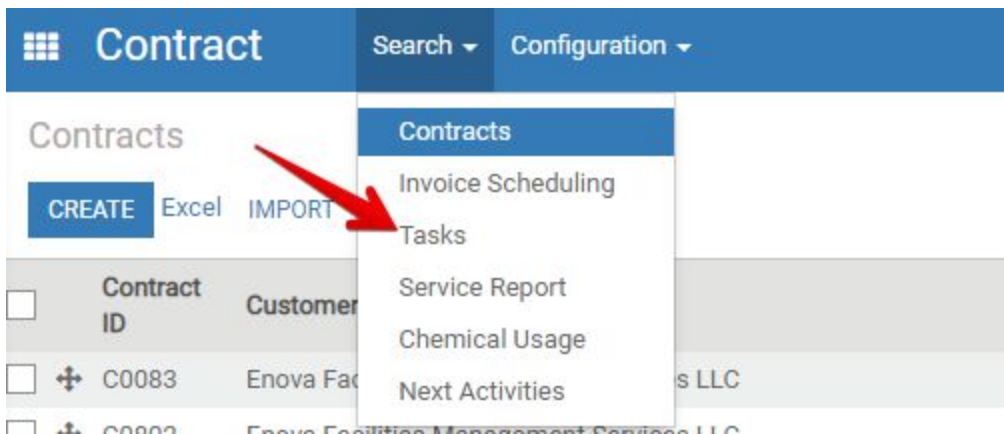 Contract Search Configuration
Contracts
Contracts
Invoice Scheduling
CREATE Excel IMPORT
Tasks
Contract ID Customer
Service Report
Chemical Usage
C0083 Enova Fac s LLC
Next Activities